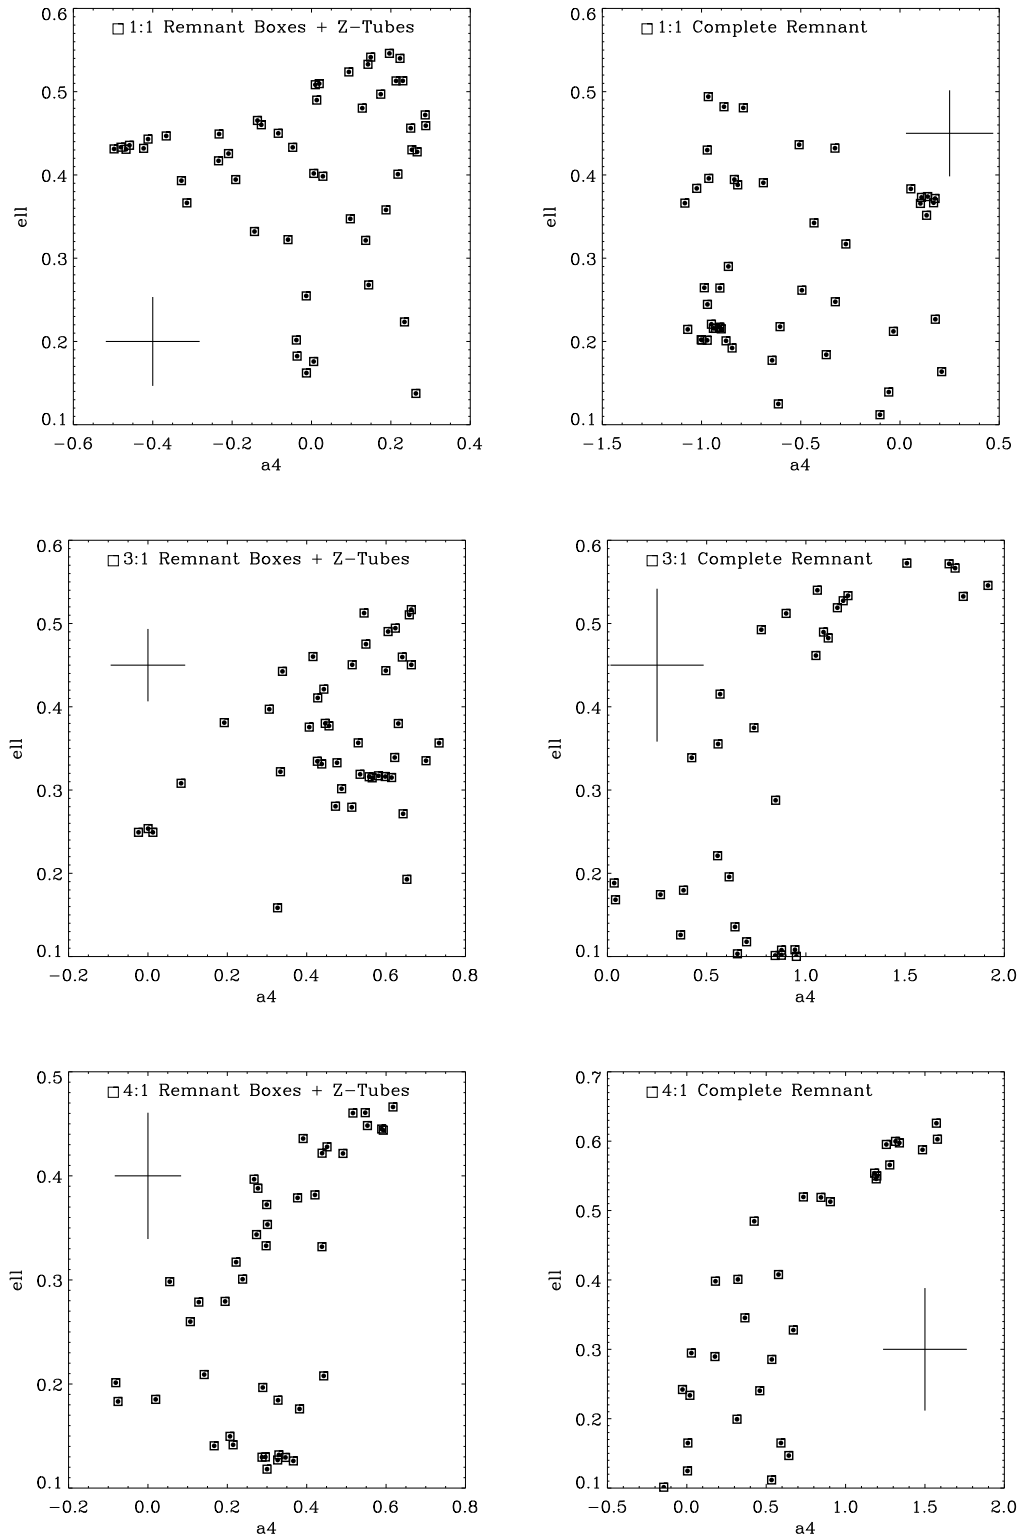 1:1 Remnant Boxes + Z-Tubes
0.6
0.5
0.4
0.3
0.2
0.1
ell
-0.6 -0.4 -0.2 0.0 0.2 0.4
a4
1:1 Complete Remnant
0.6
0.5
0.4
0.3
0.2
0.1
ell
-1.5 -1.0 -0.5 0.0 0.5
a4
3:1 Remnant Boxes + Z-Tubes
0.6
0.5
0.4
0.3
0.2
0.1
ell
-0.2 0.0 0.2 0.4 0.6 0.8
a4
3:1 Complete Remnant
0.6
0.5
0.4
0.3
0.2
0.1
ell
0.0 0.5 1.0 1.5 2.0
a4
4:1 Remnant Boxes + Z-Tubes
0.5
0.4
0.3
0.2
0.1
ell
-0.2 0.0 0.2 0.4 0.6 0.8
a4
4:1 Complete Remnant
0.7
0.6
0.5
0.4
0.3
0.2
0.1
ell
-0.5 0.0 0.5 1.0 1.5 2.0
a4